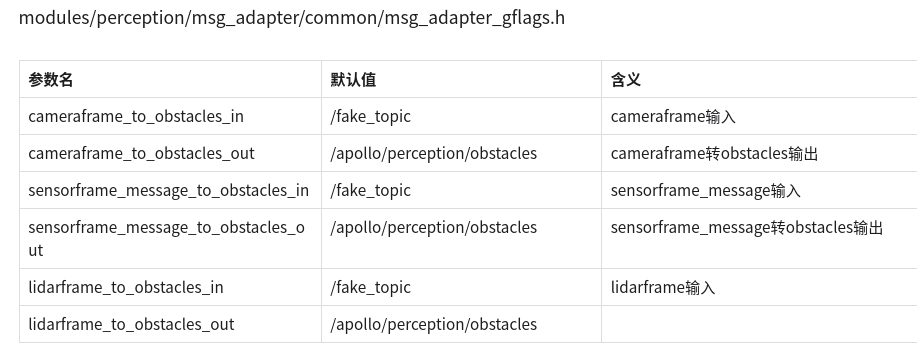 modules/perception/msg_adapter/common/msg_adapter_gflags.h
参数名 默认值 含义
cameraframe_to_obstacles_in /fake_topic cameraframe输入
cameraframe_to_obstacles_out /apollo/perception/obstacles cameraframe转obstacles输出
sensorframe_message_to_obstacles_in /fake_topic sensorframe_message输入
sensorframe_message_to_obstacles_o /apollo/perception/obstacles sensorframe_message转obstacles输出
ut
lidarframe_to_obstacles_in /fake_topic lidarframe输入
lidarframe_to_obstacles_out /apollo/perception/obstacles